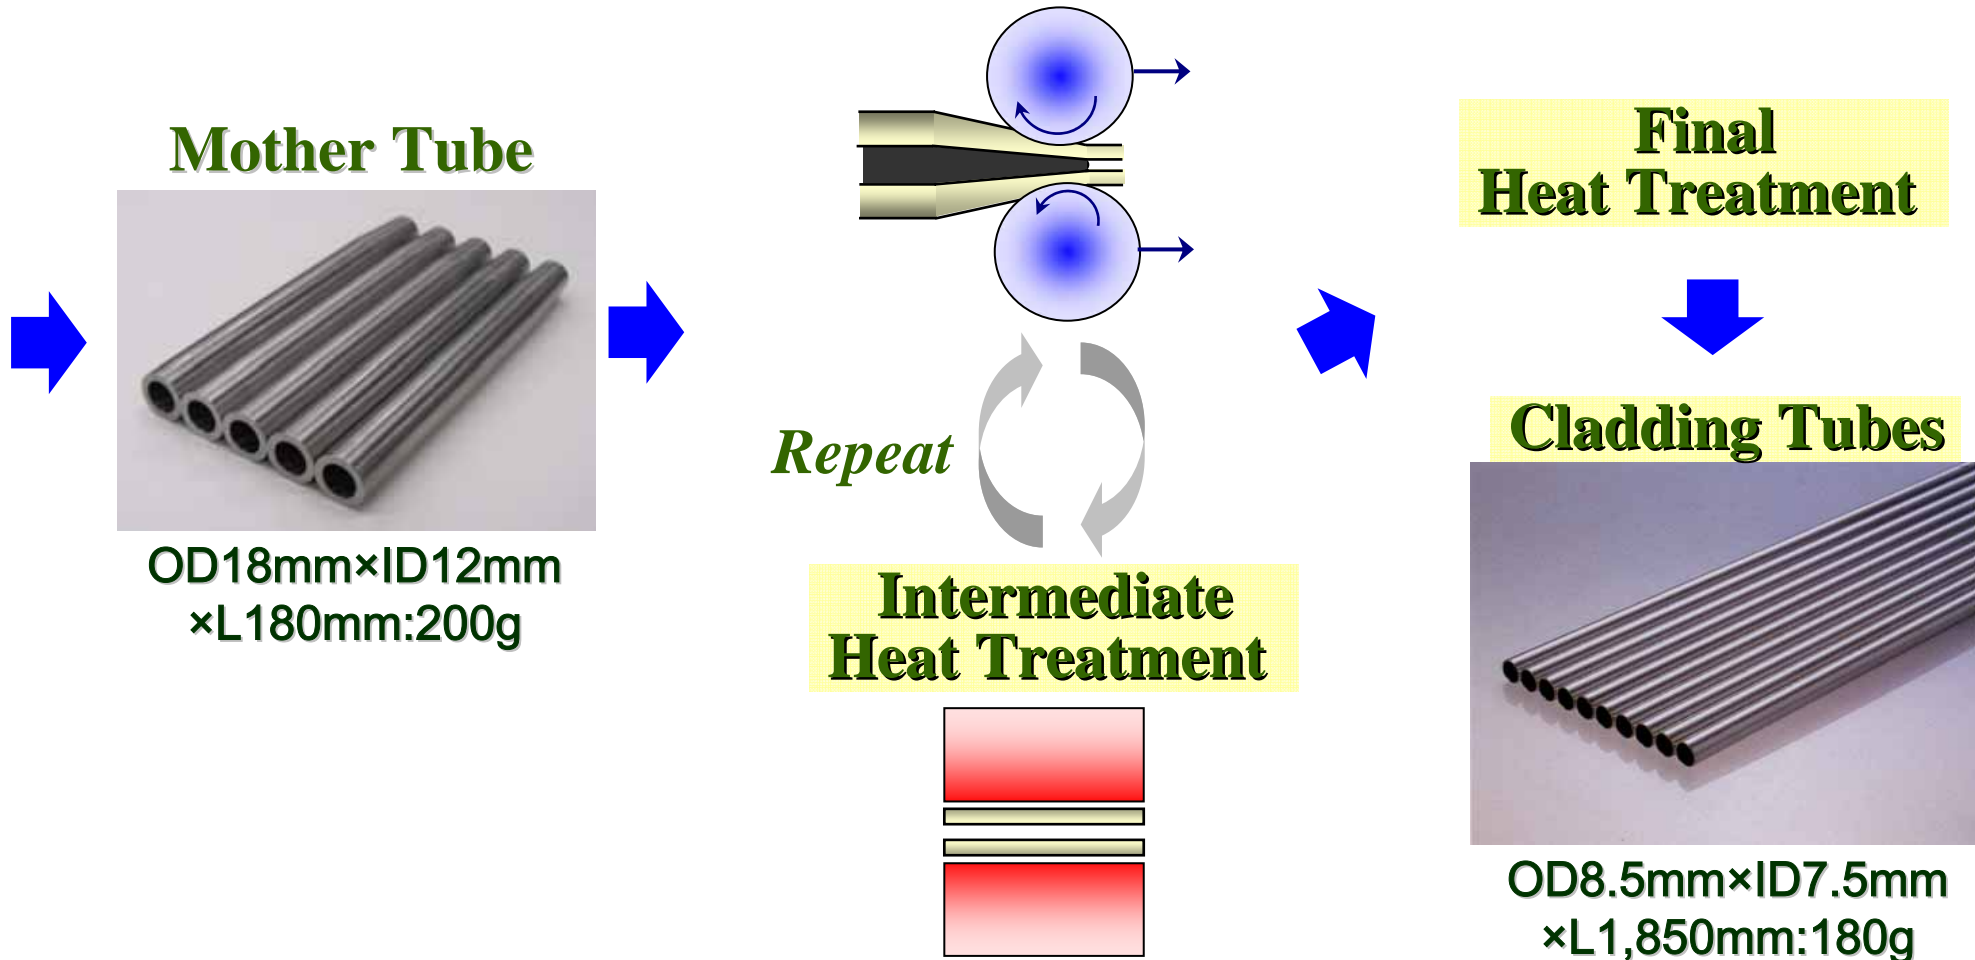 Mother Tube
OD18mm×ID12mm
×L180mm:200g
Repeat
Intermediate
Heat Treatment
Final
Heat Treatment
Cladding Tubes
OD8.5mm×ID7.5mm
×L1,850mm:180g